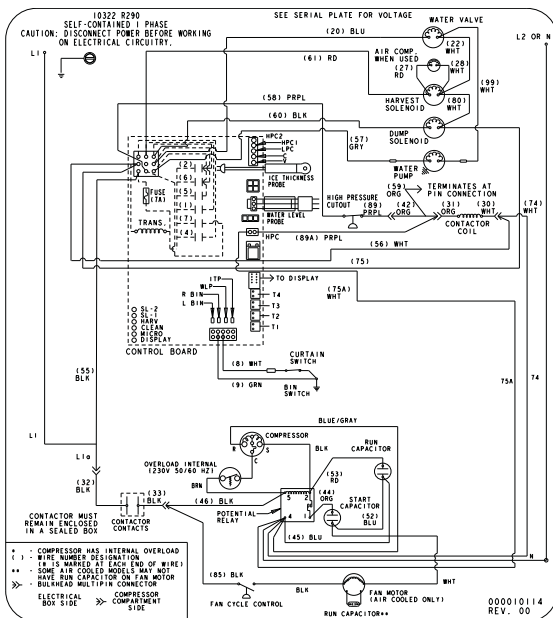 10322 R290
SELF-CONTAINED 1 PHASE
CAUTION: DISCONNECT POWER BEFORE WORKING
ON ELECTRICAL CIRCUITRY.
SEE SERIAL PLATE FOR VOLTAGE
L1
L2 OR N
WATER VALVE
(20) BLU
(22)
WHT
AIR COMP.
WHEN USED
(61) RD
(27)
RD
(28)
WHT
(99)
WHT
(58) PRPL
HARVEST
SOLENOID
(80)
WHT
(60) BLK
DUMP
SOLENOID
(57)
GRY
WATER
PUMP
HPC2
HPC1
LPC
C
F
(2)
(6)
(5)
(1)
(7)
(4)
ICE THICKNESS
PROBE
FUSE
(7A)
TRANS.
WATER LEVEL
PROBE
HPC
HIGH PRESSURE
CUTOUT
(59)
ORG
TERMINATES AT
PIN CONNECTION
(89)
PRPL
(42)
ORG
(31)
ORG
(30)
WHT
(74)
WHT
CONTACTOR
COIL
(89A) PRPL
(56) WHT
(75)
TO DISPLAY
(75A)
WHT
ITP
WLP
R BIN
L BIN
T4
T3
T2
T1
SL-2
SL-1
HARV
CLEAN
MICRO
DISPLAY
CONTROL BOARD
(8) WHT
CURTAIN
SWITCH
(9) GRN
BIN
SWITCH
(55)
BLK
75A
74
L1
BLUE/GRAY
COMPRESSOR
R
S
C
BLK
RUN
CAPACITOR
L1a
OVERLOAD INTERNAL
(230V 50/60 HZ)
BRN
(53)
RD
(32)
BLK
(33)
BLK
(46) BLK
5
2
1
4
(44)
ORG
START
CAPACITOR
(52)
BLU
CONTACTOR MUST
REMAIN ENCLOSED
IN A SEALED BOX
CONTACTOR
CONTACTS
POTENTIAL
RELAY
(45) BLU
N
* - COMPRESSOR HAS INTERNAL OVERLOAD
( ) - WIRE NUMBER DESIGNATION
(# IS MARKED AT EACH END OF WIRE)
** - SOME AIR COOLED MODELS MAY NOT
HAVE RUN CAPACITOR ON FAN MOTOR
>>- - BULKHEAD MULTIPIN CONNECTOR
ELECTRICAL
BOX SIDE
>>-
COMPRESSOR
COMPARTMENT
SIDE
(85) BLK
BLK
WHT
FAN CYCLE CONTROL
FAN MOTOR
(AIR COOLED ONLY)
RUN CAPACITOR**
000010114
REV. 00